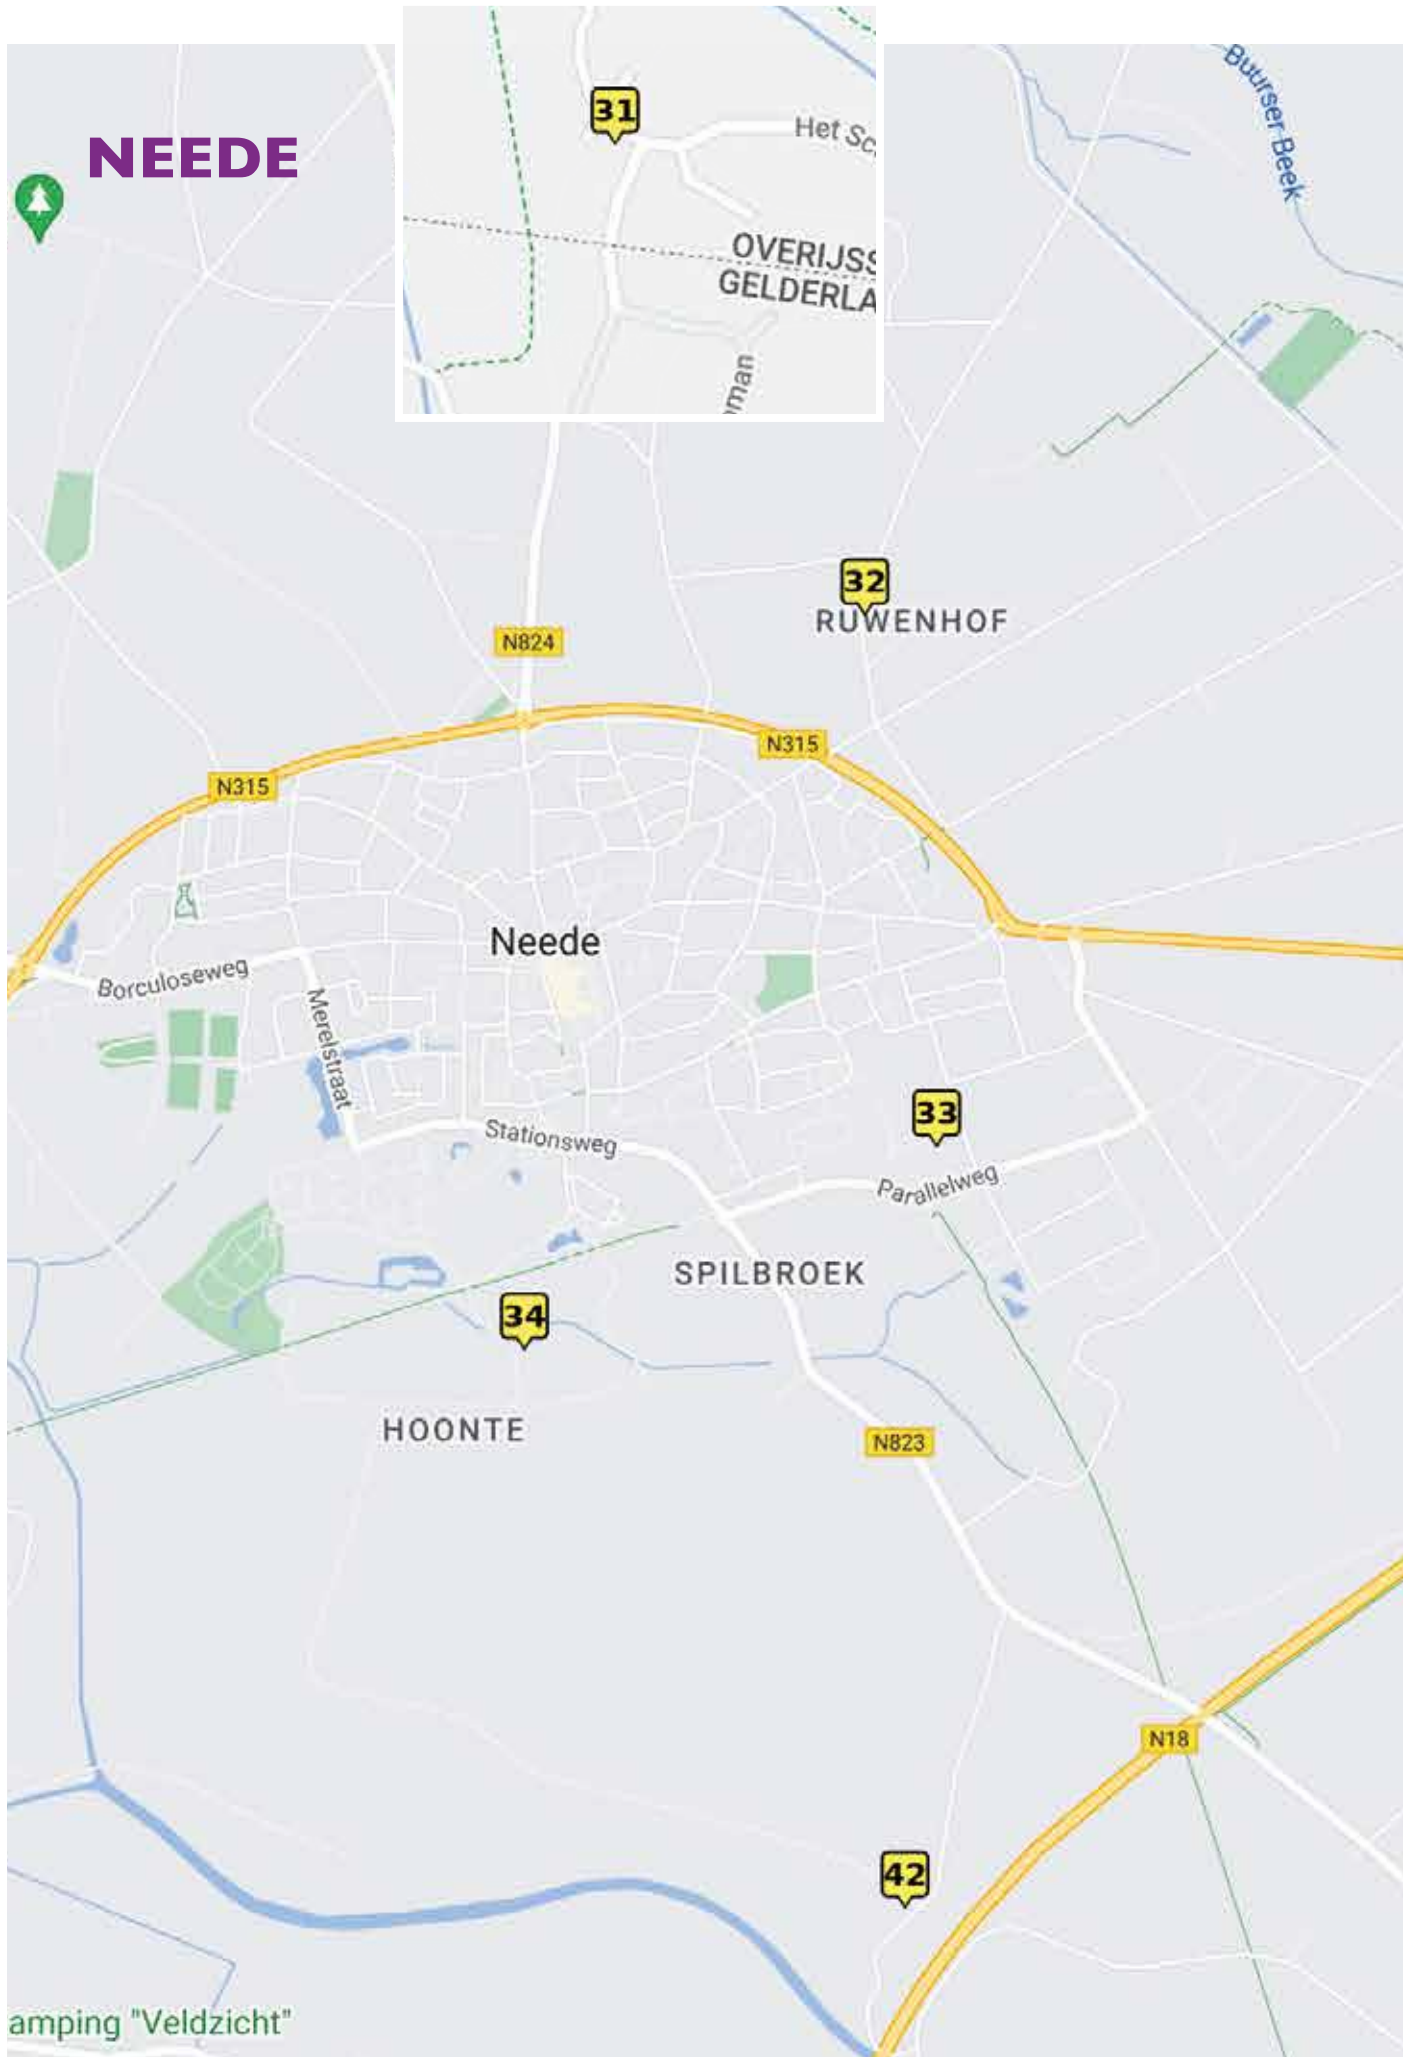 Buurser Beek
31
Het Sc
NEEDE
OVERIJSS
GELDERLA
man
32
RUWENHOF
N824
N315
N315
Neede
Borculoseweg
Merelstraat
33
Stationsweg
Parallelweg
SPILBROEK
34
HOONTE
N823
N18
42
amping "Veldzicht"